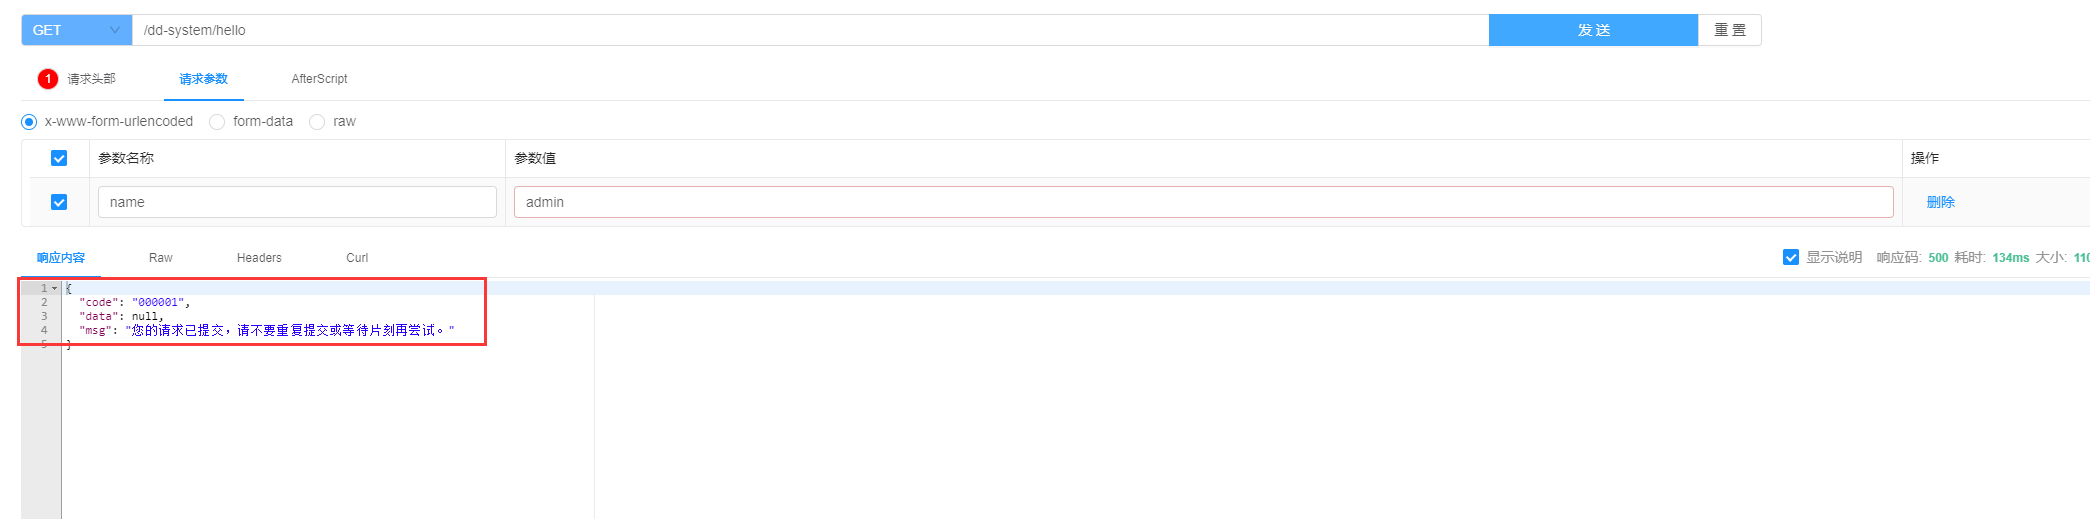 GET /dd-system/hello 发 送 重 置
1 请求头部 请求参数 AfterScript
x-www-form-urlencoded form-data raw
参数名称 参数值 操作
name admin 删除
响应内容 Raw Headers Curl 显示说明 响应码: 500 耗时: 134ms 大小: 110
1 {
2 "code": "000001",
3 "data": null,
4 "msg": "您的请求已提交，请不要重复提交或等待片刻再尝试。"
5 }